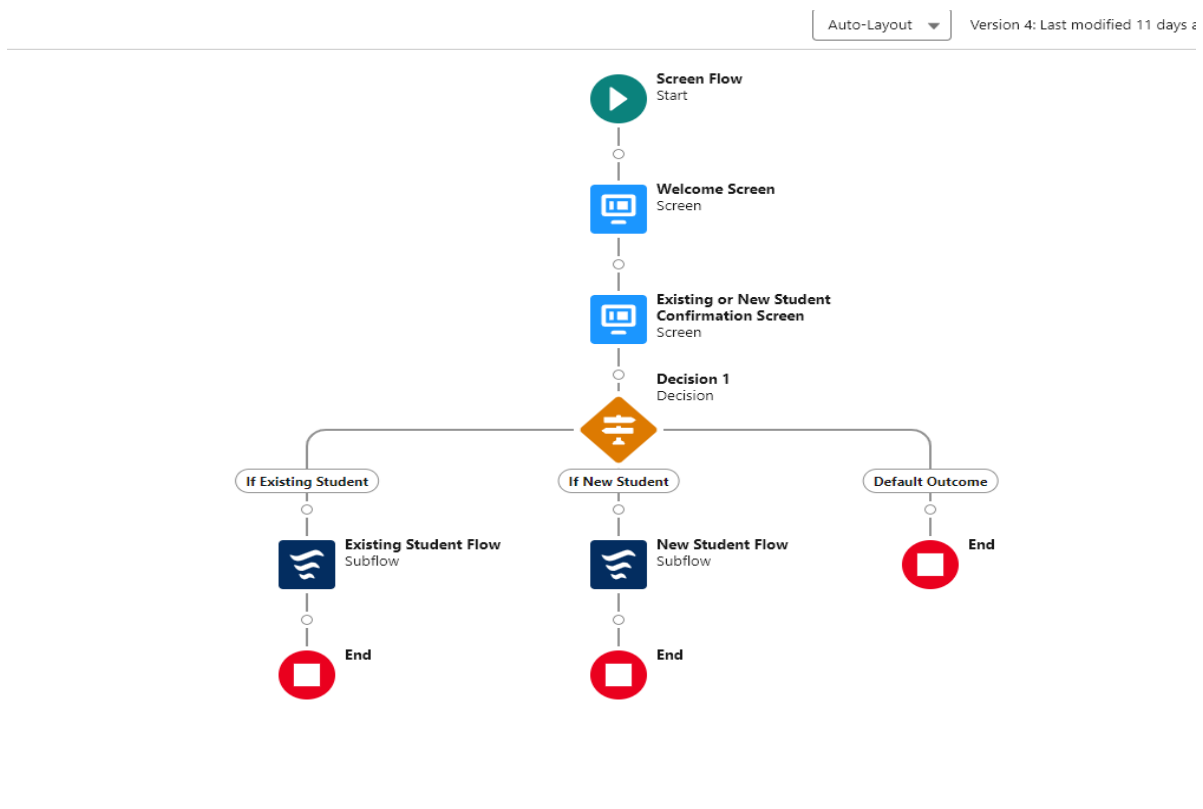 Auto-Layout
Version 4: Last modified 11 days a
Screen Flow
Start
Welcome Screen
Screen
Existing or New Student
Confirmation Screen
Screen
Decision 1
Decision
If Existing Student
If New Student
Default Outcome
Existing Student Flow
Subflow
New Student Flow
Subflow
End
End
End